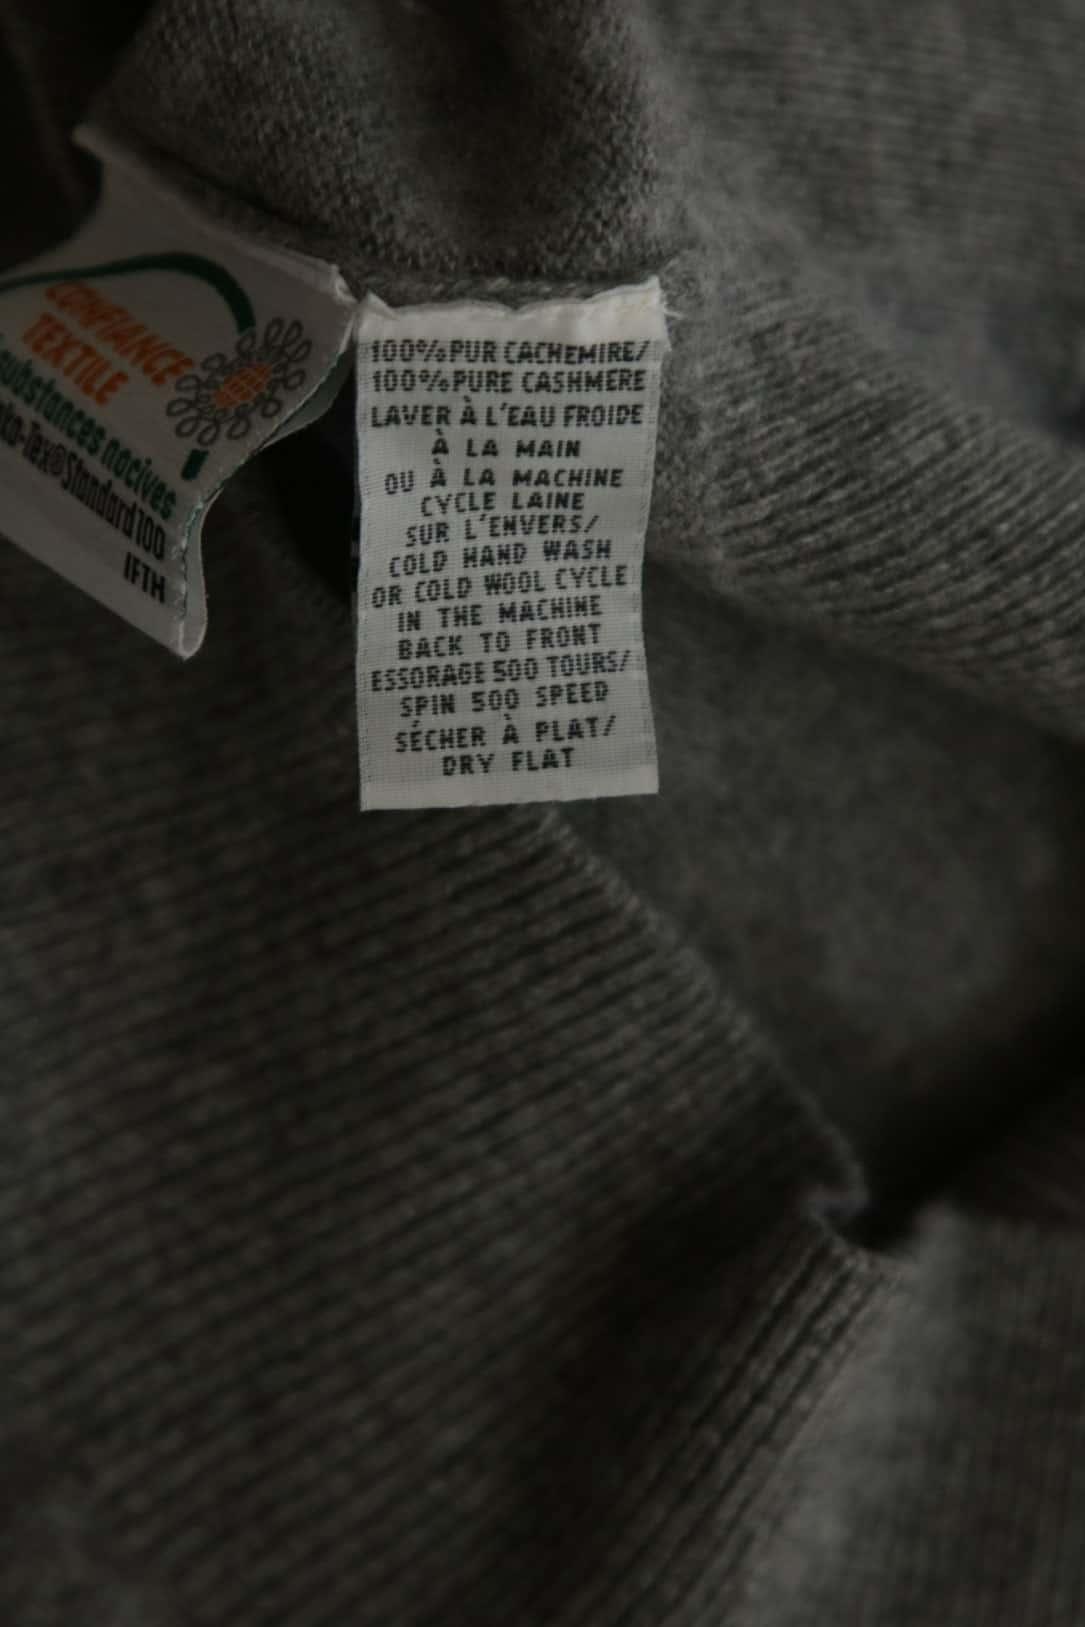 CONFIANCE
TEXTILE
substances nocives
Tex® Standard 100
IFTH
100% PUR CACHEMIRE/
100% PURE CASHMERE
LAVER À L'EAU FROIDE
À LA MAIN
OU À LA MACHINE
CYCLE LAINE
SUR L'ENVERS/
COLD HAND WASH
OR COLD WOOL CYCLE
IN THE MACHINE
BACK TO FRONT
ESSORAGE 500 TOURS/
SPIN 500 SPEED
SÉCHER À PLAT/
DRY FLAT